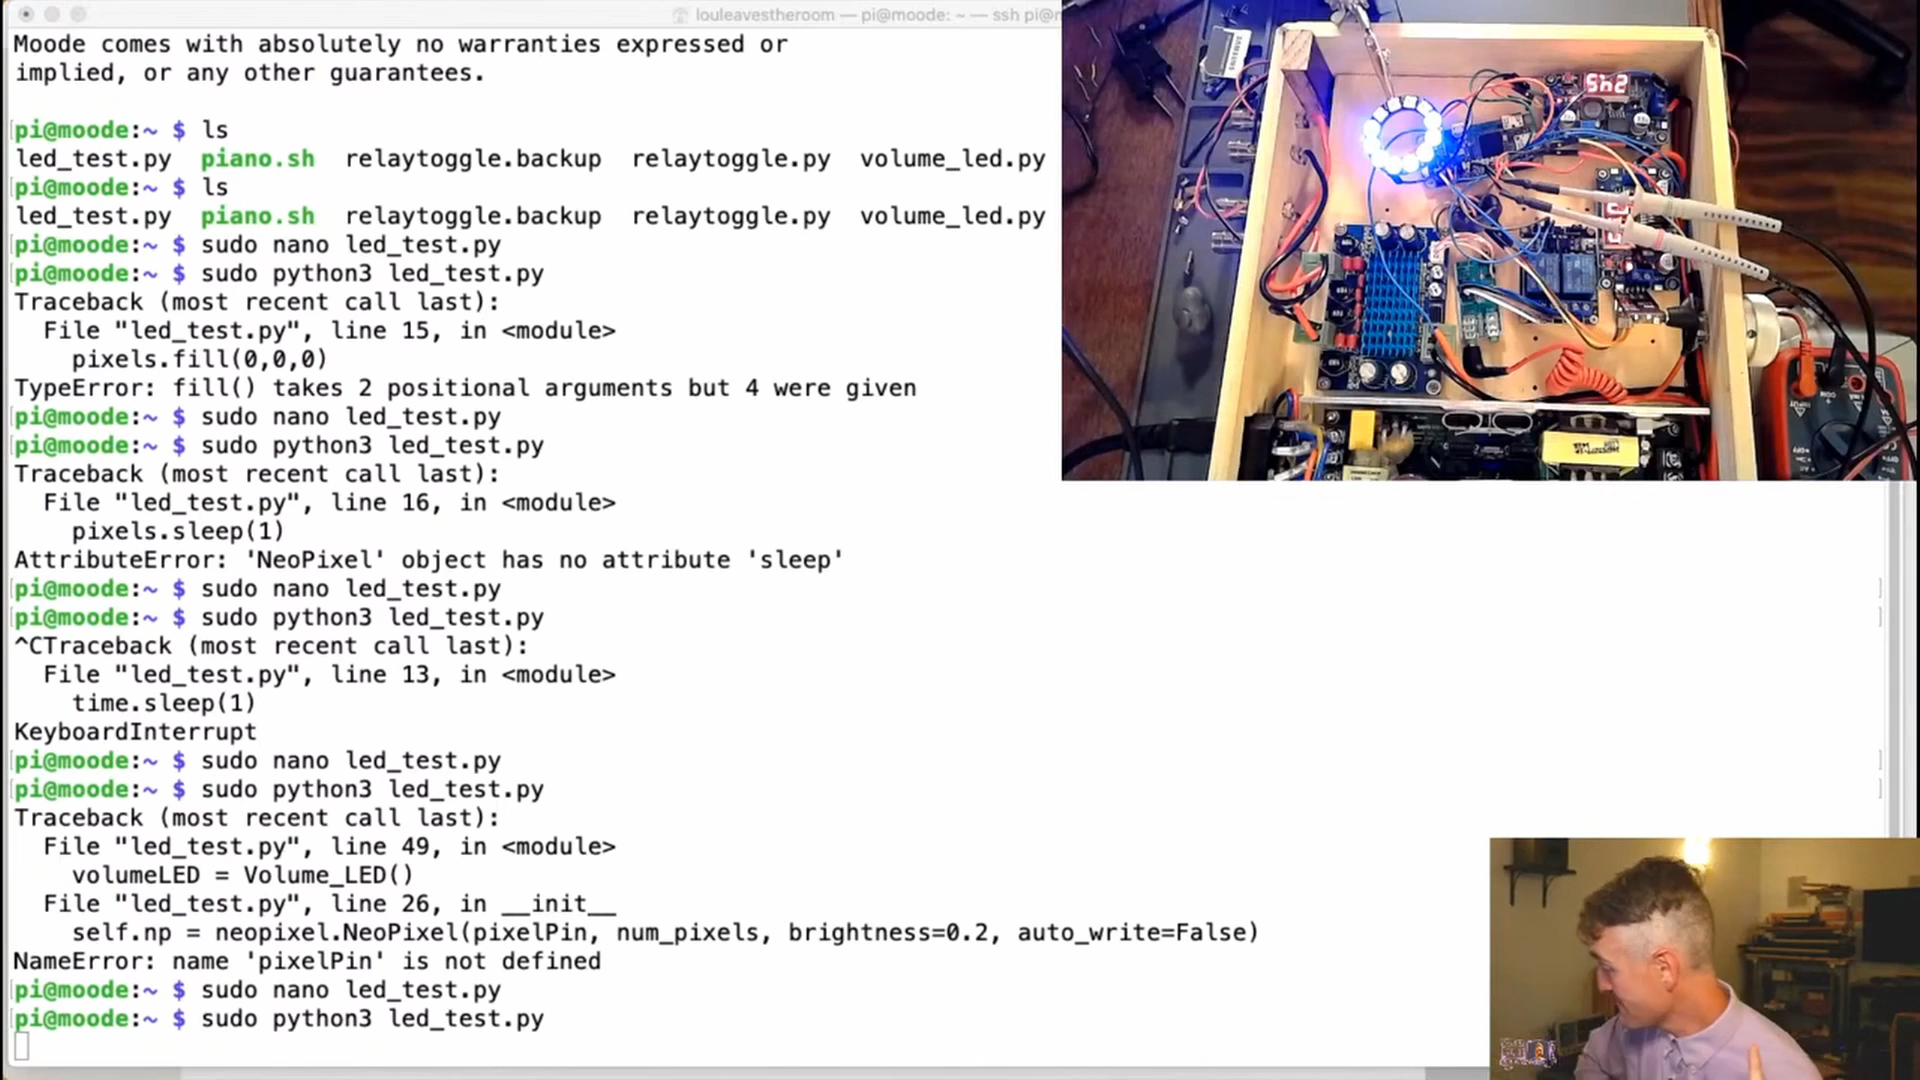 louleavestheroom — pi@moode: ~ — ssh pi@m
Moode comes with absolutely no warranties expressed or
implied, or any other guarantees.
pi@moode:~ $ ls
led_test.py piano.sh relaytoggle.backup relaytoggle.py volume_led.py
pi@moode:~ $ ls
led_test.py piano.sh relaytoggle.backup relaytoggle.py volume_led.py
pi@moode:~ $ sudo nano led_test.py
pi@moode:~ $ sudo python3 led_test.py
Traceback (most recent call last):
File "led_test.py", line 15, in <module>
pixels.fill(0,0,0)
TypeError: fill() takes 2 positional arguments but 4 were given
pi@moode:~ $ sudo nano led_test.py
pi@moode:~ $ sudo python3 led_test.py
Traceback (most recent call last):
File "led_test.py", line 16, in <module>
pixels.sleep(1)
AttributeError: 'NeoPixel' object has no attribute 'sleep'
pi@moode:~ $ sudo nano led_test.py
pi@moode:~ $ sudo python3 led_test.py
^CTraceback (most recent call last):
File "led_test.py", line 13, in <module>
time.sleep(1)
KeyboardInterrupt
pi@moode:~ $ sudo nano led_test.py
pi@moode:~ $ sudo python3 led_test.py
Traceback (most recent call last):
File "led_test.py", line 49, in <module>
volumeLED = Volume_LED()
File "led_test.py", line 26, in __init__
self.np = neopixel.NeoPixel(pixelPin, num_pixels, brightness=0.2, auto_write=False)
NameError: name 'pixelPin' is not defined
pi@moode:~ $ sudo nano led_test.py
pi@moode:~ $ sudo python3 led_test.py